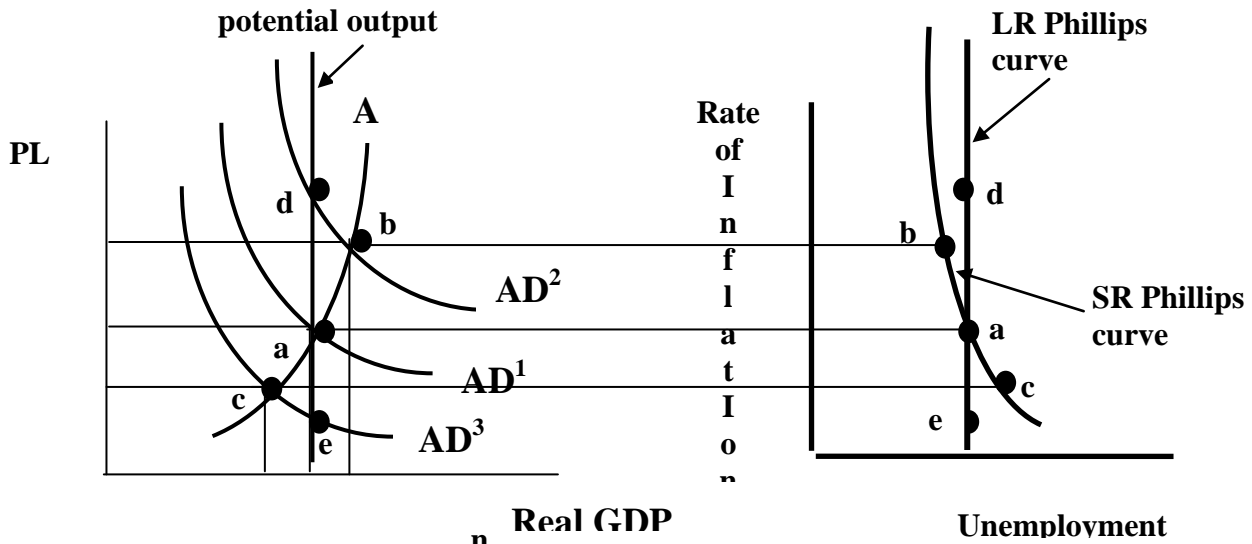 potential output
LR Phillips
curve
A
Rate
of
I
n
f
l
a
t
I
o
n
PL
d
b
AD2
a
AD1
c
AD3
e
d
b
SR Phillips
curve
a
c
e
Real GDP
n
Unemployment